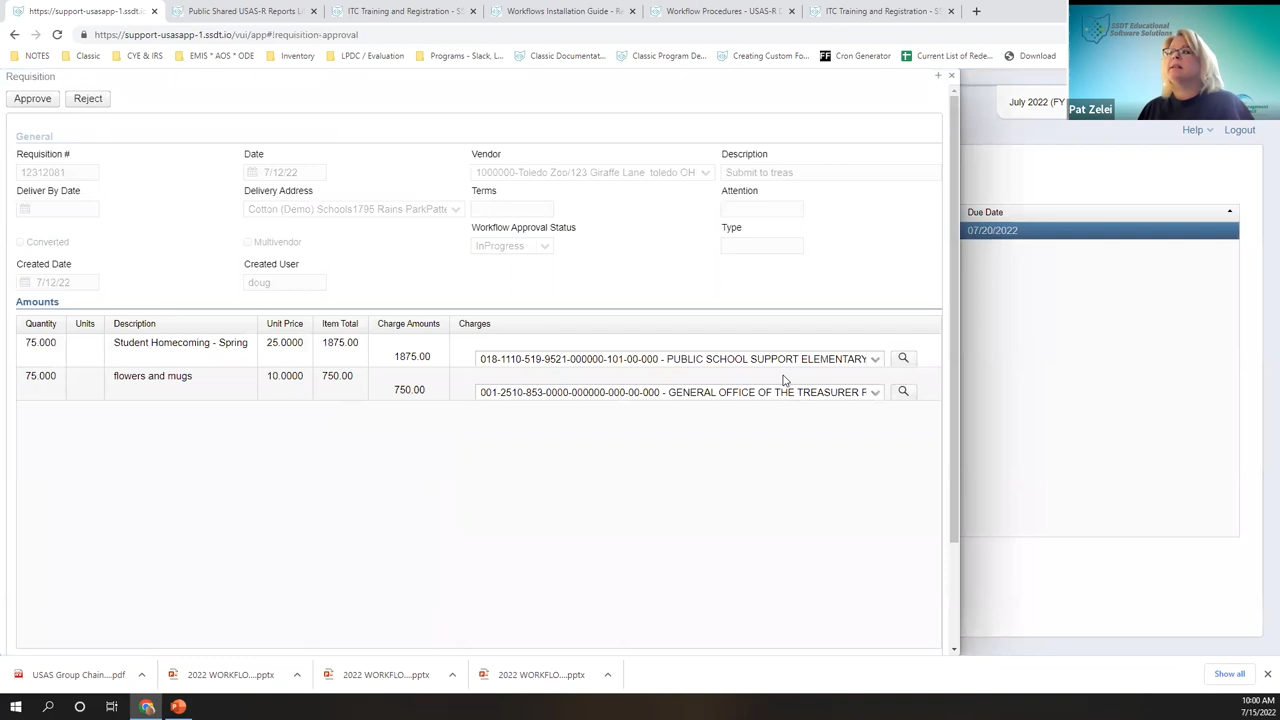 support-usasapp-1.ssdt.i
Public Shared USAS-R Reports Li
ITC Training and Registration - SS
Workflows Installation Guide - Re
Workflow Procedures - USAS-R D
ITC Training and Registration - SS
https://support-usasapp-1.ssdt.io/vui/app#!requisition-approval
NOTES Classic CYE & IRS EMIS * AOS * ODE Inventory LPDC / Evaluation Programs - Slack, L... Classic Documentat... Classic Program De... Creating Custom Fo... Cron Generator Current List of Rede... Download
SSDT Educational
Software Solutions
Pat Zelei
Requisition
Approve Reject
July 2022 (FY
Help Logout
General
Requisition # Date Vendor Description
12312081 7/12/22 1000000-Toledo Zoo/123 Giraffe Lane toledo OH Submit to treas
Deliver By Date Delivery Address Terms Attention
Cotton (Demo) Schools1795 Rains ParkPatte
Workflow Approval Status Type
Converted Multivendor InProgress
Created Date Created User
7/12/22 doug
Due Date
07/20/2022
Amounts
Quantity Units Description Unit Price Item Total Charge Amounts Charges
75.000 Student Homecoming - Spring 25.0000 1875.00 1875.00 018-1110-519-9521-000000-101-00-000 - PUBLIC SCHOOL SUPPORT ELEMENTARY
75.000 flowers and mugs 10.0000 750.00 750.00 001-2510-853-0000-000000-000-00-000 - GENERAL OFFICE OF THE TREASURER F
USAS Group Chain....pdf 2022 WORKFLO....pptx 2022 WORKFLO....pptx 2022 WORKFLO....pptx Show all
10:00 AM
7/15/2022